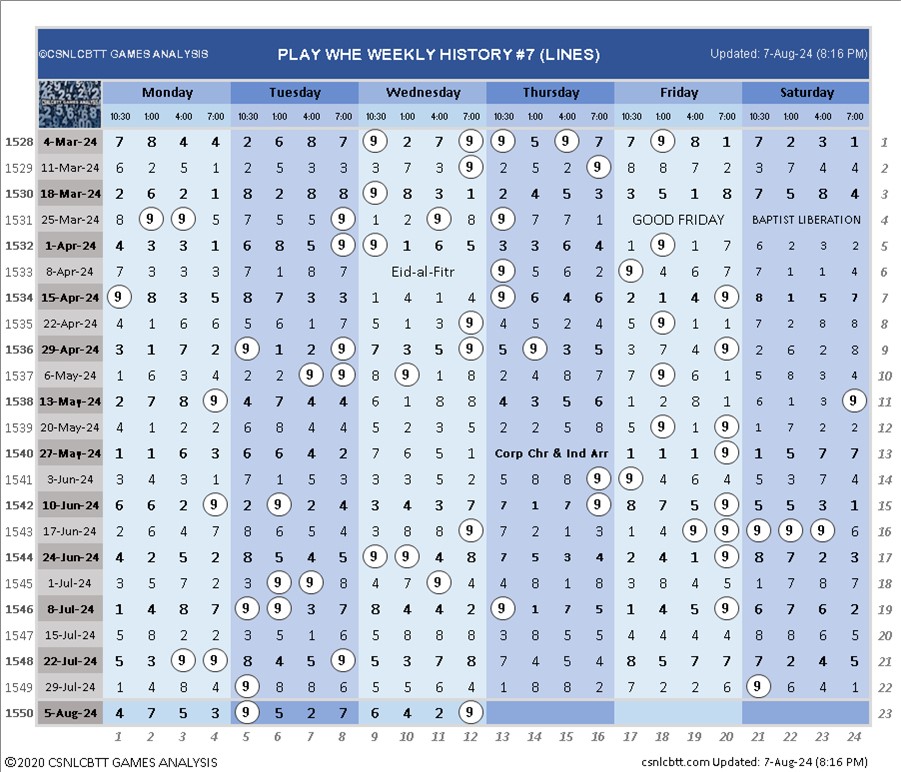 ©CSNLCBTT GAMES ANALYSIS PLAY WHE WEEKLY HISTORY #7 (LINES) Updated: 7-Aug-24 (8:16 PM)
Monday Tuesday Wednesday Thursday Friday Saturday
10:30 1:00 4:00 7:00 10:30 1:00 4:00 7:00 10:30 1:00 4:00 7:00 10:30 1:00 4:00 7:00 10:30 1:00 4:00 7:00 10:30 1:00 4:00 7:00
1528 4-Mar-24 7 8 4 4 2 6 8 7 9 2 7 9 9 5 9 7 7 9 8 1 7 2 3 1 1
1529 11-Mar-24 6 2 5 1 2 5 3 3 3 7 3 9 2 5 2 9 8 8 7 2 3 7 4 4 2
1530 18-Mar-24 2 6 2 1 8 2 8 8 9 8 3 1 2 4 5 3 3 5 1 8 7 5 8 4 3
1531 25-Mar-24 8 9 9 5 7 5 5 9 1 2 9 8 9 7 7 1 GOOD FRIDAY BAPTIST LIBERATION 4
1532 1-Apr-24 4 3 3 1 6 8 5 9 9 1 6 5 3 3 6 4 1 9 1 7 6 2 3 2 5
1533 8-Apr-24 7 3 3 3 7 1 8 7 Eid-al-Fitr 9 5 6 2 9 4 6 7 7 1 1 4 6
1534 15-Apr-24 9 8 3 5 8 7 3 3 1 4 1 4 9 6 4 6 2 1 4 9 8 1 5 7 7
1535 22-Apr-24 4 1 6 6 5 6 1 7 5 1 3 9 4 5 2 4 5 9 1 1 7 2 8 8 8
1536 29-Apr-24 3 1 7 2 9 1 2 9 7 3 5 9 5 9 3 5 3 7 4 9 2 6 2 8 9
1537 6-May-24 1 6 3 4 2 2 9 9 8 9 1 8 2 4 8 7 7 9 6 1 5 8 3 4 10
1538 13-May-24 2 7 8 9 4 7 4 4 6 1 8 8 4 3 5 6 1 2 8 1 6 1 3 9 11
1539 20-May-24 4 1 2 2 6 8 4 4 5 2 3 5 2 2 5 8 5 9 2 9 1 7 2 2 12
1540 27-May-24 1 1 6 3 6 6 4 2 7 6 5 1 Corp Chr & Ind Arr 1 1 1 9 1 5 7 7 13
1541 3-Jun-24 3 4 3 1 7 1 5 3 3 3 5 2 5 8 8 9 9 4 6 4 5 3 7 4 14
1542 10-Jun-24 6 6 2 9 2 9 2 4 3 4 3 7 7 1 7 9 8 7 5 9 5 5 3 1 15
1543 17-Jun-24 2 6 4 7 8 6 5 4 3 8 8 9 7 2 1 3 1 4 9 9 9 9 9 6 16
1544 24-Jun-24 4 2 5 2 8 5 4 5 9 9 4 8 7 5 3 4 2 4 1 9 8 7 2 3 17
1545 1-Jul-24 3 5 7 2 3 9 9 8 4 7 9 4 4 8 1 8 3 8 4 5 1 7 8 7 18
1546 8-Jul-24 1 4 8 7 9 9 3 7 8 4 4 2 9 1 7 5 1 4 5 9 6 7 6 2 19
1547 15-Jul-24 5 8 2 2 3 5 1 6 5 8 8 8 3 8 5 5 4 4 4 4 8 8 6 5 20
1548 22-Jul-24 5 3 9 9 8 4 5 9 5 3 7 8 7 4 5 4 8 5 7 7 7 2 4 5 21
1549 29-Jul-24 1 4 8 4 9 8 8 6 5 5 6 4 1 8 8 2 7 2 2 6 9 6 4 1 22
1550 5-Aug-24 4 7 5 3 9 5 2 7 6 4 2 9 23
1 2 3 4 5 6 7 8 9 10 11 12 13 14 15 16 17 18 19 20 21 22 23 24
©2020 CSNLCBTT GAMES ANALYSIS csnlcbtt.com Updated: 7-Aug-24 (8:16 PM)